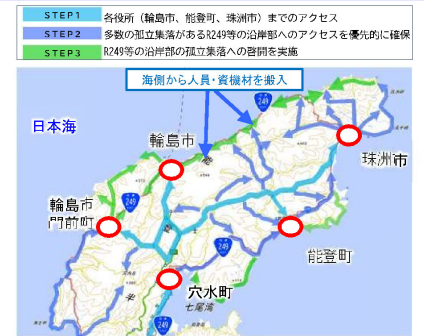 STEP1 各役所（輪島市、能登町、珠洲市）までのアクセス
STEP2 多数の孤立集落があるR249等の沿岸部へのアクセスを優先的に確保
STEP3 R249等の沿岸部の孤立集落への啓開を実施
海側から人員・資機材を搬入
249
日本海
輪島市
珠洲市
輪島市
門前町
249
249
249
能登町
穴水町
七尾湾